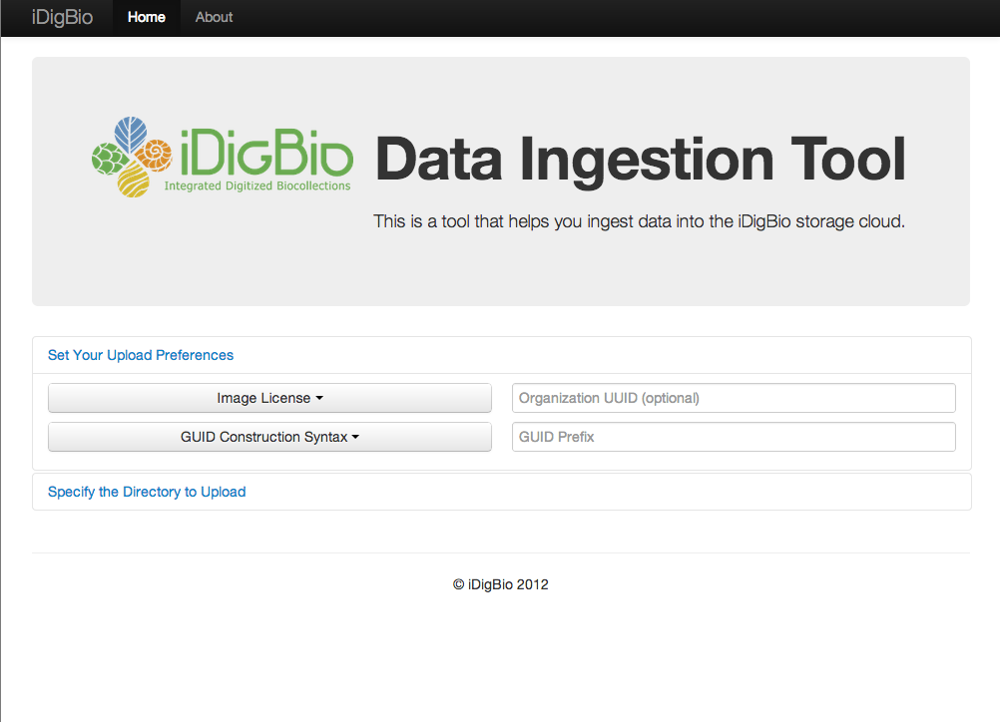 iDigBio Home About
iDigBio
Integrated Digitized Biocollections
Data Ingestion Tool
This is a tool that helps you ingest data into the iDigBio storage cloud.
Set Your Upload Preferences
Image License Organization UUID (optional)
GUID Construction Syntax GUID Prefix
Specify the Directory to Upload
© iDigBio 2012